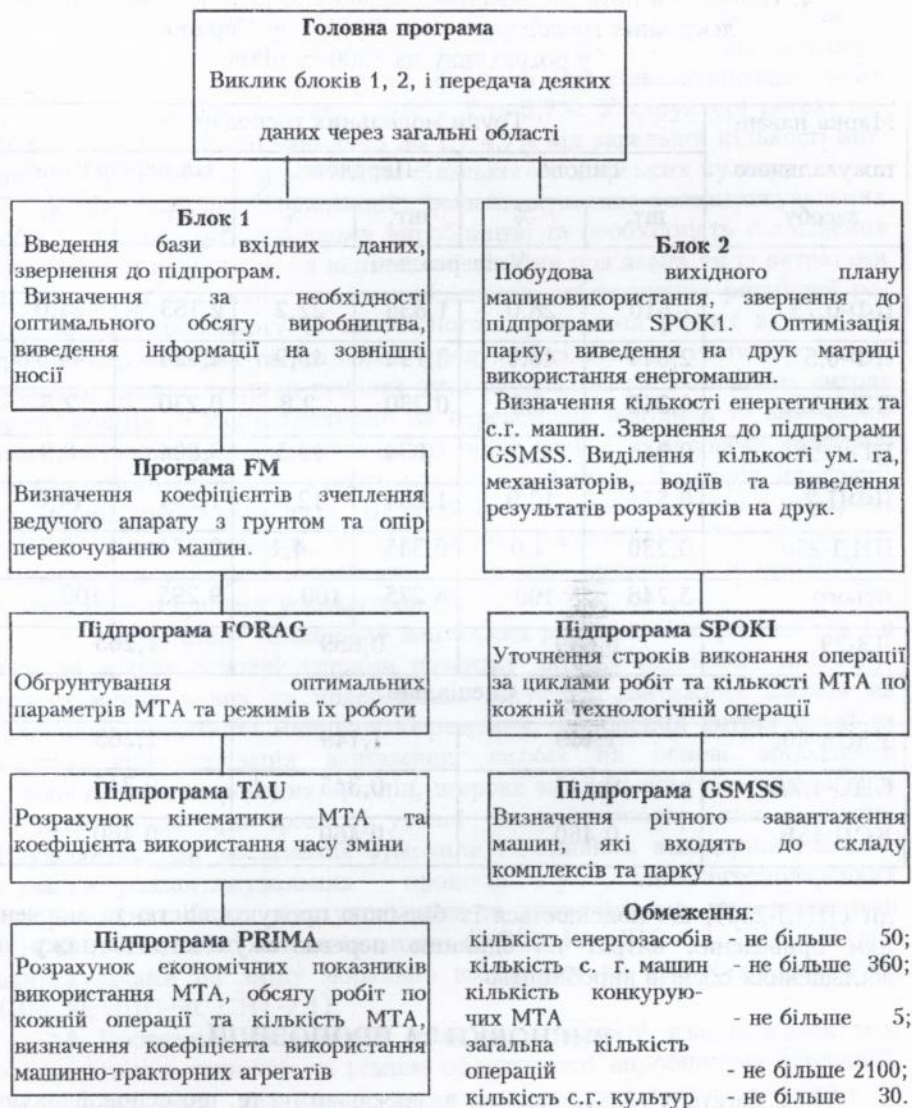 Головна програма
Виклик блоків 1, 2, і передача деяких
даних через загальні області
Блок 1
Введення бази вхідних даних,
звернення до підпрограм.
Визначення за необхідності
оптимального обсягу виробництва,
виведення інформації на зовнішні
носії
Програма FM
Визначення коефіцієнтів зчеплення
ведучого апарату з грунтом та опір
перекочуванню машин.
Підпрограма FORAG
Обгрунтування оптимальних
параметрів МТА та режимів їх роботи
Підпрограма TAU
Розрахунок кінематики МТА та
коефіцієнта використання часу зміни
Підпрограма PRIMA
Розрахунок економічних показників
використання МТА, обсягу робіт по
кожній операції та кількість МТА,
визначення коефіцієнтів використання
машинно-тракторних агрегатів
Блок 2
Побудова вихідного плану
машиновикористання, звернення до
підпрограми SPOK1. Оптимізація
парку, виведення на друк матриці
використання енергомашин.
Визначення кількості енергетичних та
с.г. машин. Звернення до підпрограми
GSMSS. Виділення кількості ум. га,
механізаторів, водіїв та виведення
результатів розрахунків на друк.
Підпрограма SPOKI
Уточнення строків виконання операції
за циклами робіт та кількості МТА по
кожній технологічній операції
Підпрограма GSMSS
Визначення річного завантаження
машин, які входять до складу
комплексів та парку
Обмеження:
кількість енергозасобів - не більше 50;
кількість с.г. машин - не більше 360;
кількість конкурую-
чих МТА - не більше 5;
загальна кількість
операцій - не більше 2100;
кількість с.г. культур - не більше 30.